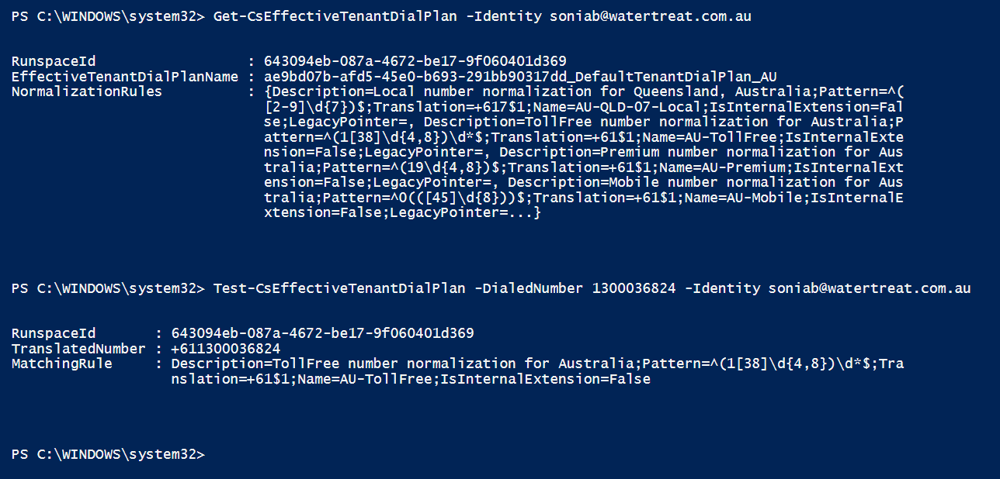 PS C:\WINDOWS\system32> Get-CsEffectiveTenantDialPlan -Identity soniab@watertreat.com.au
RunspaceId                  : 643094eb-087a-4672-be17-9f060401d369
EffectiveTenantDialPlanName : ae9bd07b-afd5-45e0-b693-291bb90317dd_DefaultTenantDialPlan_AU
NormalizationRules          : {Description=Local number normalization for Queensland, Australia;Pattern=^(
                              [2-9]\d{7})$;Translation=+617$1;Name=AU-QLD-07-Local;IsInternalExtension=Fal
                              se;LegacyPointer=, Description=TollFree number normalization for Australia;P
                              attern=^(1[38]\d{4,8})\d*$;Translation=+61$1;Name=AU-TollFree;IsInternalExte
                              nsion=False;LegacyPointer=, Description=Premium number normalization for Aus
                              tralia;Pattern=^(19\d{4,8})$;Translation=+61$1;Name=AU-Premium;IsInternalExt
                              ension=False;LegacyPointer=, Description=Mobile number normalization for Aus
                              tralia;Pattern=^0(([45]\d{8}))$;Translation=+61$1;Name=AU-Mobile;IsInternalE
                              xtension=False;LegacyPointer=...}
PS C:\WINDOWS\system32> Test-CsEffectiveTenantDialPlan -DialedNumber 1300036824 -Identity soniab@watertreat.com.au
RunspaceId       : 643094eb-087a-4672-be17-9f060401d369
TranslatedNumber : +611300036824
MatchingRule     : Description=TollFree number normalization for Australia;Pattern=^(1[38]\d{4,8})\d*$;Tra
                   nslation=+61$1;Name=AU-TollFree;IsInternalExtension=False
PS C:\WINDOWS\system32>